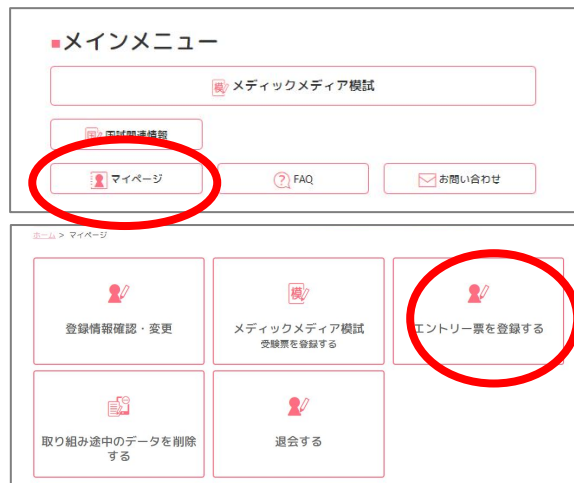 ■メインメニュー
模 メディックメディア模試
国 国試関連情報
マイページ
? FAQ
お問い合わせ
ホーム > マイページ
登録情報確認・変更
模
メディックメディア模試
受験票を登録する
エントリー票を登録する
取り組み途中のデータを削除
する
退会する